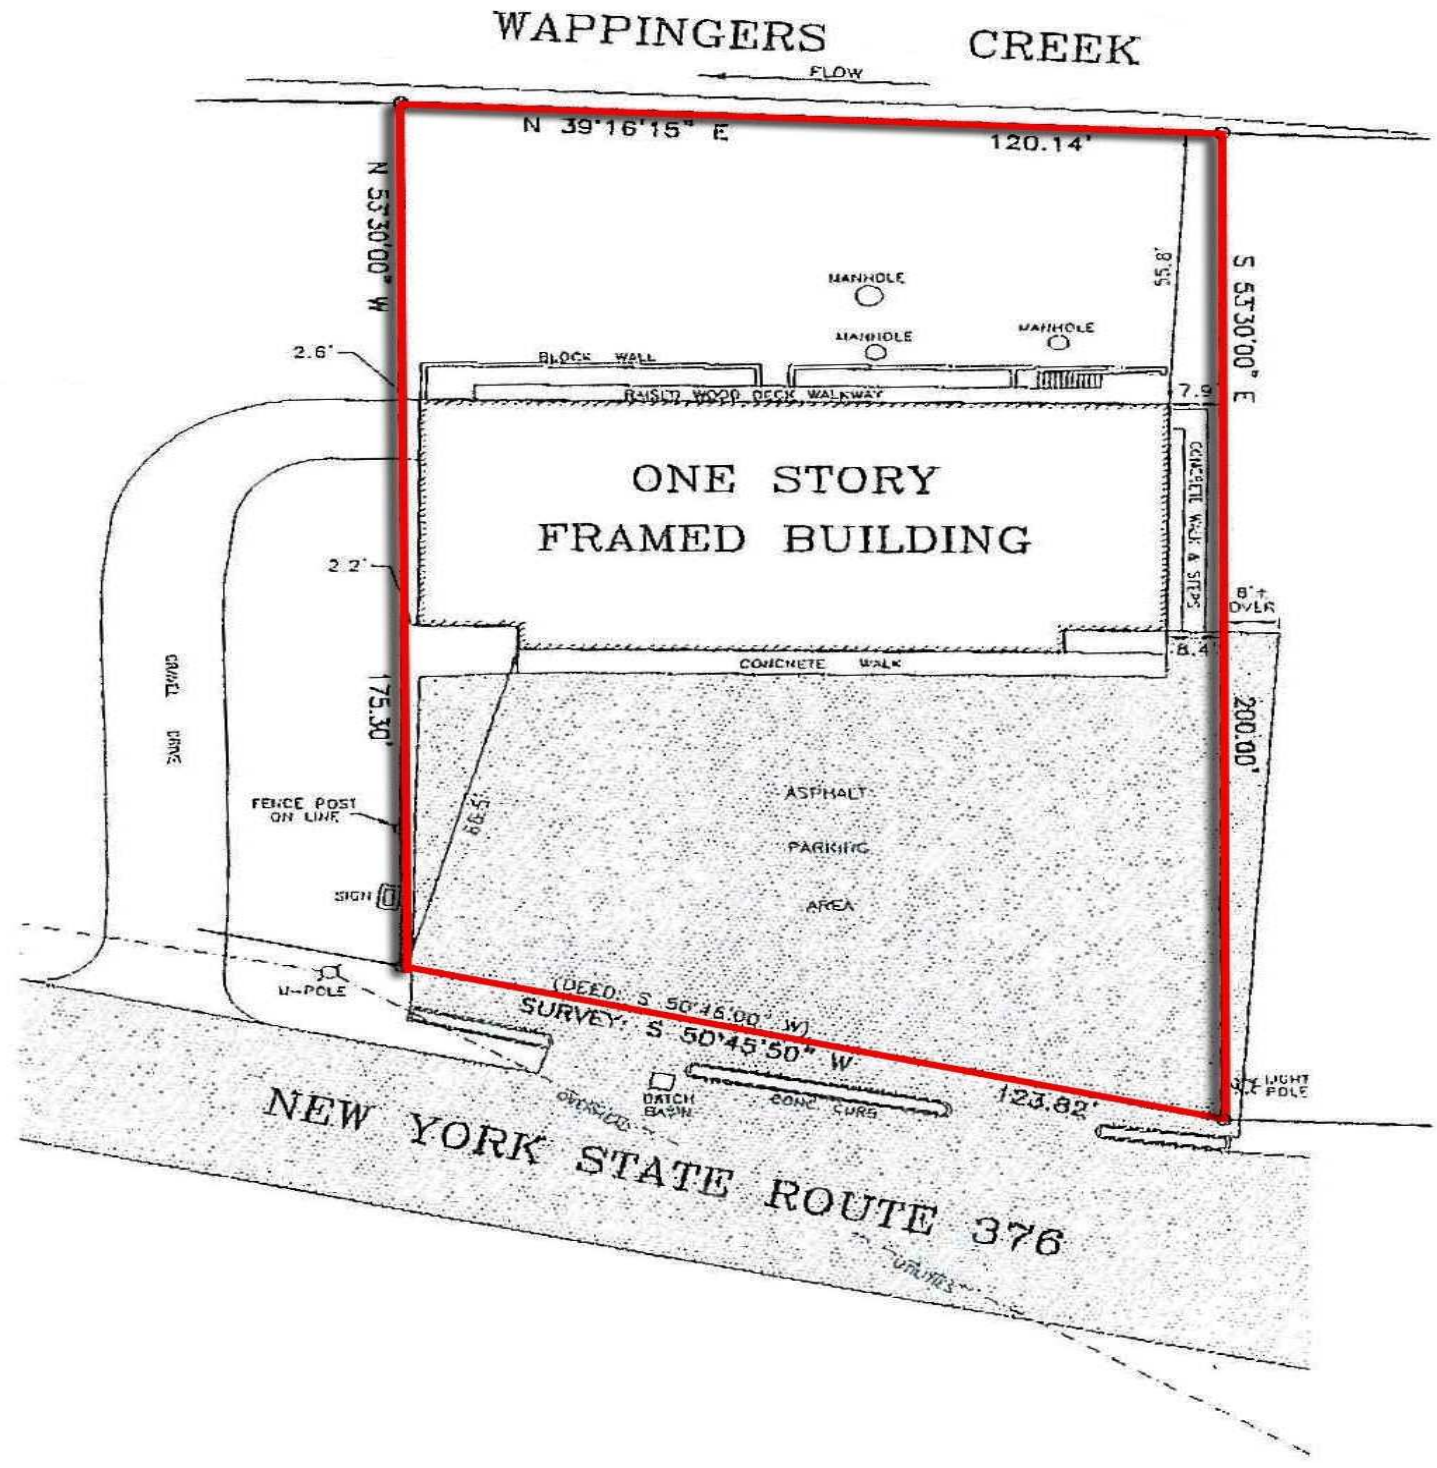 WAPPINGERS CREEK
FLOW
N 39°16'15" E
120.14'
N 53°30'00" W
S 53°30'00" E
55.8'
MANHOLE
MANHOLE
MANHOLE
2.6'
BLOCK WALL
RAISED WOOD DECK WALKWAY
7.9'
ONE STORY
FRAMED BUILDING
CONCRETE WALK & STEPS
2.2'
8'±
OVER
8.4'
CONCRETE WALK
GRAVEL DRIVE
175.30'
200.00'
66.5'
ASPHALT
PARKING
AREA
FENCE POST
ON LINE
SIGN
U-POLE
(DEED: S 50°45'00" W)
SURVEY: S 50°45'50" W
123.82'
LIGHT
POLE
CATCH
BASIN
CONC CURB
OVERHEAD
NEW YORK STATE ROUTE 376
UTILITIES